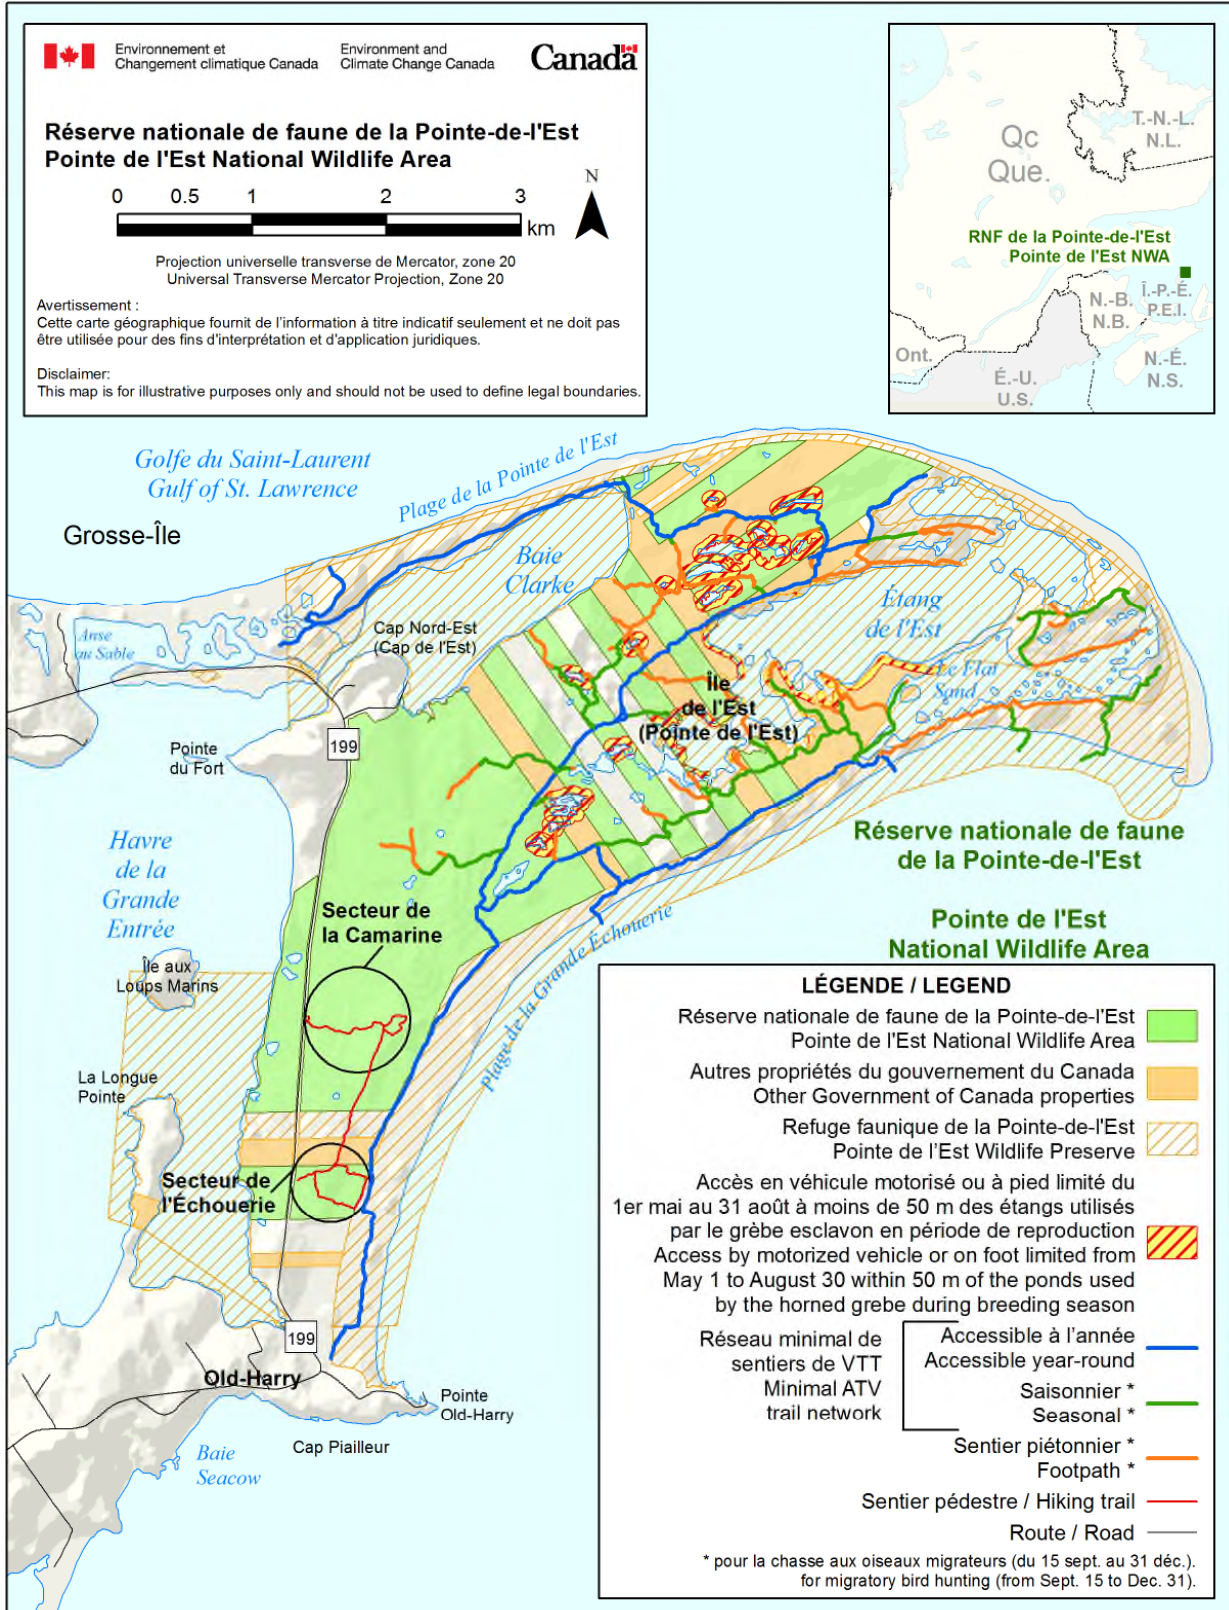 Environnement et
Changement climatique Canada
Environment and
Climate Change Canada
Canada
Réserve nationale de faune de la Pointe-de-l'Est
Pointe de l'Est National Wildlife Area
0 0.5 1 2 3
km
N
Projection universelle transverse de Mercator, zone 20
Universal Transverse Mercator Projection, Zone 20
Avertissement :
Cette carte géographique fournit de l'information à titre indicatif seulement et ne doit pas
être utilisée pour des fins d'interprétation et d'application juridiques.
Disclaimer:
This map is for illustrative purposes only and should not be used to define legal boundaries.
Qc
Que.
T.-N.-L.
N.L.
RNF de la Pointe-de-l'Est
Pointe de l'Est NWA
N.-B.
N.B.
Î.-P.-É.
P.E.I.
Ont.
É.-U.
U.S.
N.-É.
N.S.
Golfe du Saint-Laurent
Gulf of St. Lawrence
Plage de la Pointe de l'Est
Grosse-Île
Baie
Clarke
Anse
au Sable
Cap Nord-Est
(Cap de l'Est)
Étang
de l'Est
Le Flat
Sand
Île
de l'Est
(Pointe de l'Est)
Pointe
du Fort
199
Havre
de la
Grande
Entrée
Réserve nationale de faune
de la Pointe-de-l'Est
Pointe de l'Est
National Wildlife Area
Secteur de
la Camarine
Île aux
Loups Marins
Plage de la Grande Échouerie
La Longue
Pointe
Secteur de
l'Échouerie
199
Old-Harry
Pointe
Old-Harry
Cap Piailleur
Baie
Seacow
LÉGENDE / LEGEND
Réserve nationale de faune de la Pointe-de-l'Est
Pointe de l'Est National Wildlife Area
Autres propriétés du gouvernement du Canada
Other Government of Canada properties
Refuge faunique de la Pointe-de-l'Est
Pointe de l'Est Wildlife Preserve
Accès en véhicule motorisé ou à pied limité du
1er mai au 31 août à moins de 50 m des étangs utilisés
par le grèbe esclavon en période de reproduction
Access by motorized vehicle or on foot limited from
May 1 to August 30 within 50 m of the ponds used
by the horned grebe during breeding season
Réseau minimal de
sentiers de VTT
Minimal ATV
trail network
Accessible à l'année
Accessible year-round
Saisonnier *
Seasonal *
Sentier piétonnier *
Footpath *
Sentier pédestre / Hiking trail
Route / Road
* pour la chasse aux oiseaux migrateurs (du 15 sept. au 31 déc.).
for migratory bird hunting (from Sept. 15 to Dec. 31).